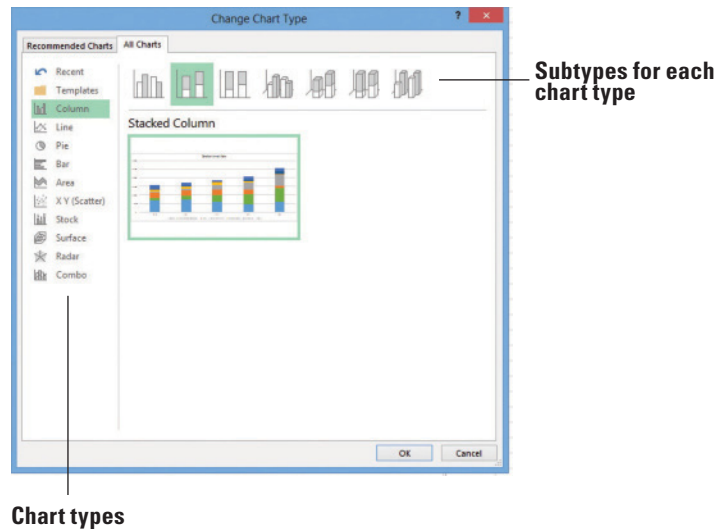 Change Chart Type
?
×
Recommended Charts
All Charts
Recent
Templates
Column
Line
Pie
Bar
Area
X Y (Scatter)
Stock
Surface
Radar
Combo
Stacked Column
OK
Cancel
Subtypes for each
chart type
Chart types